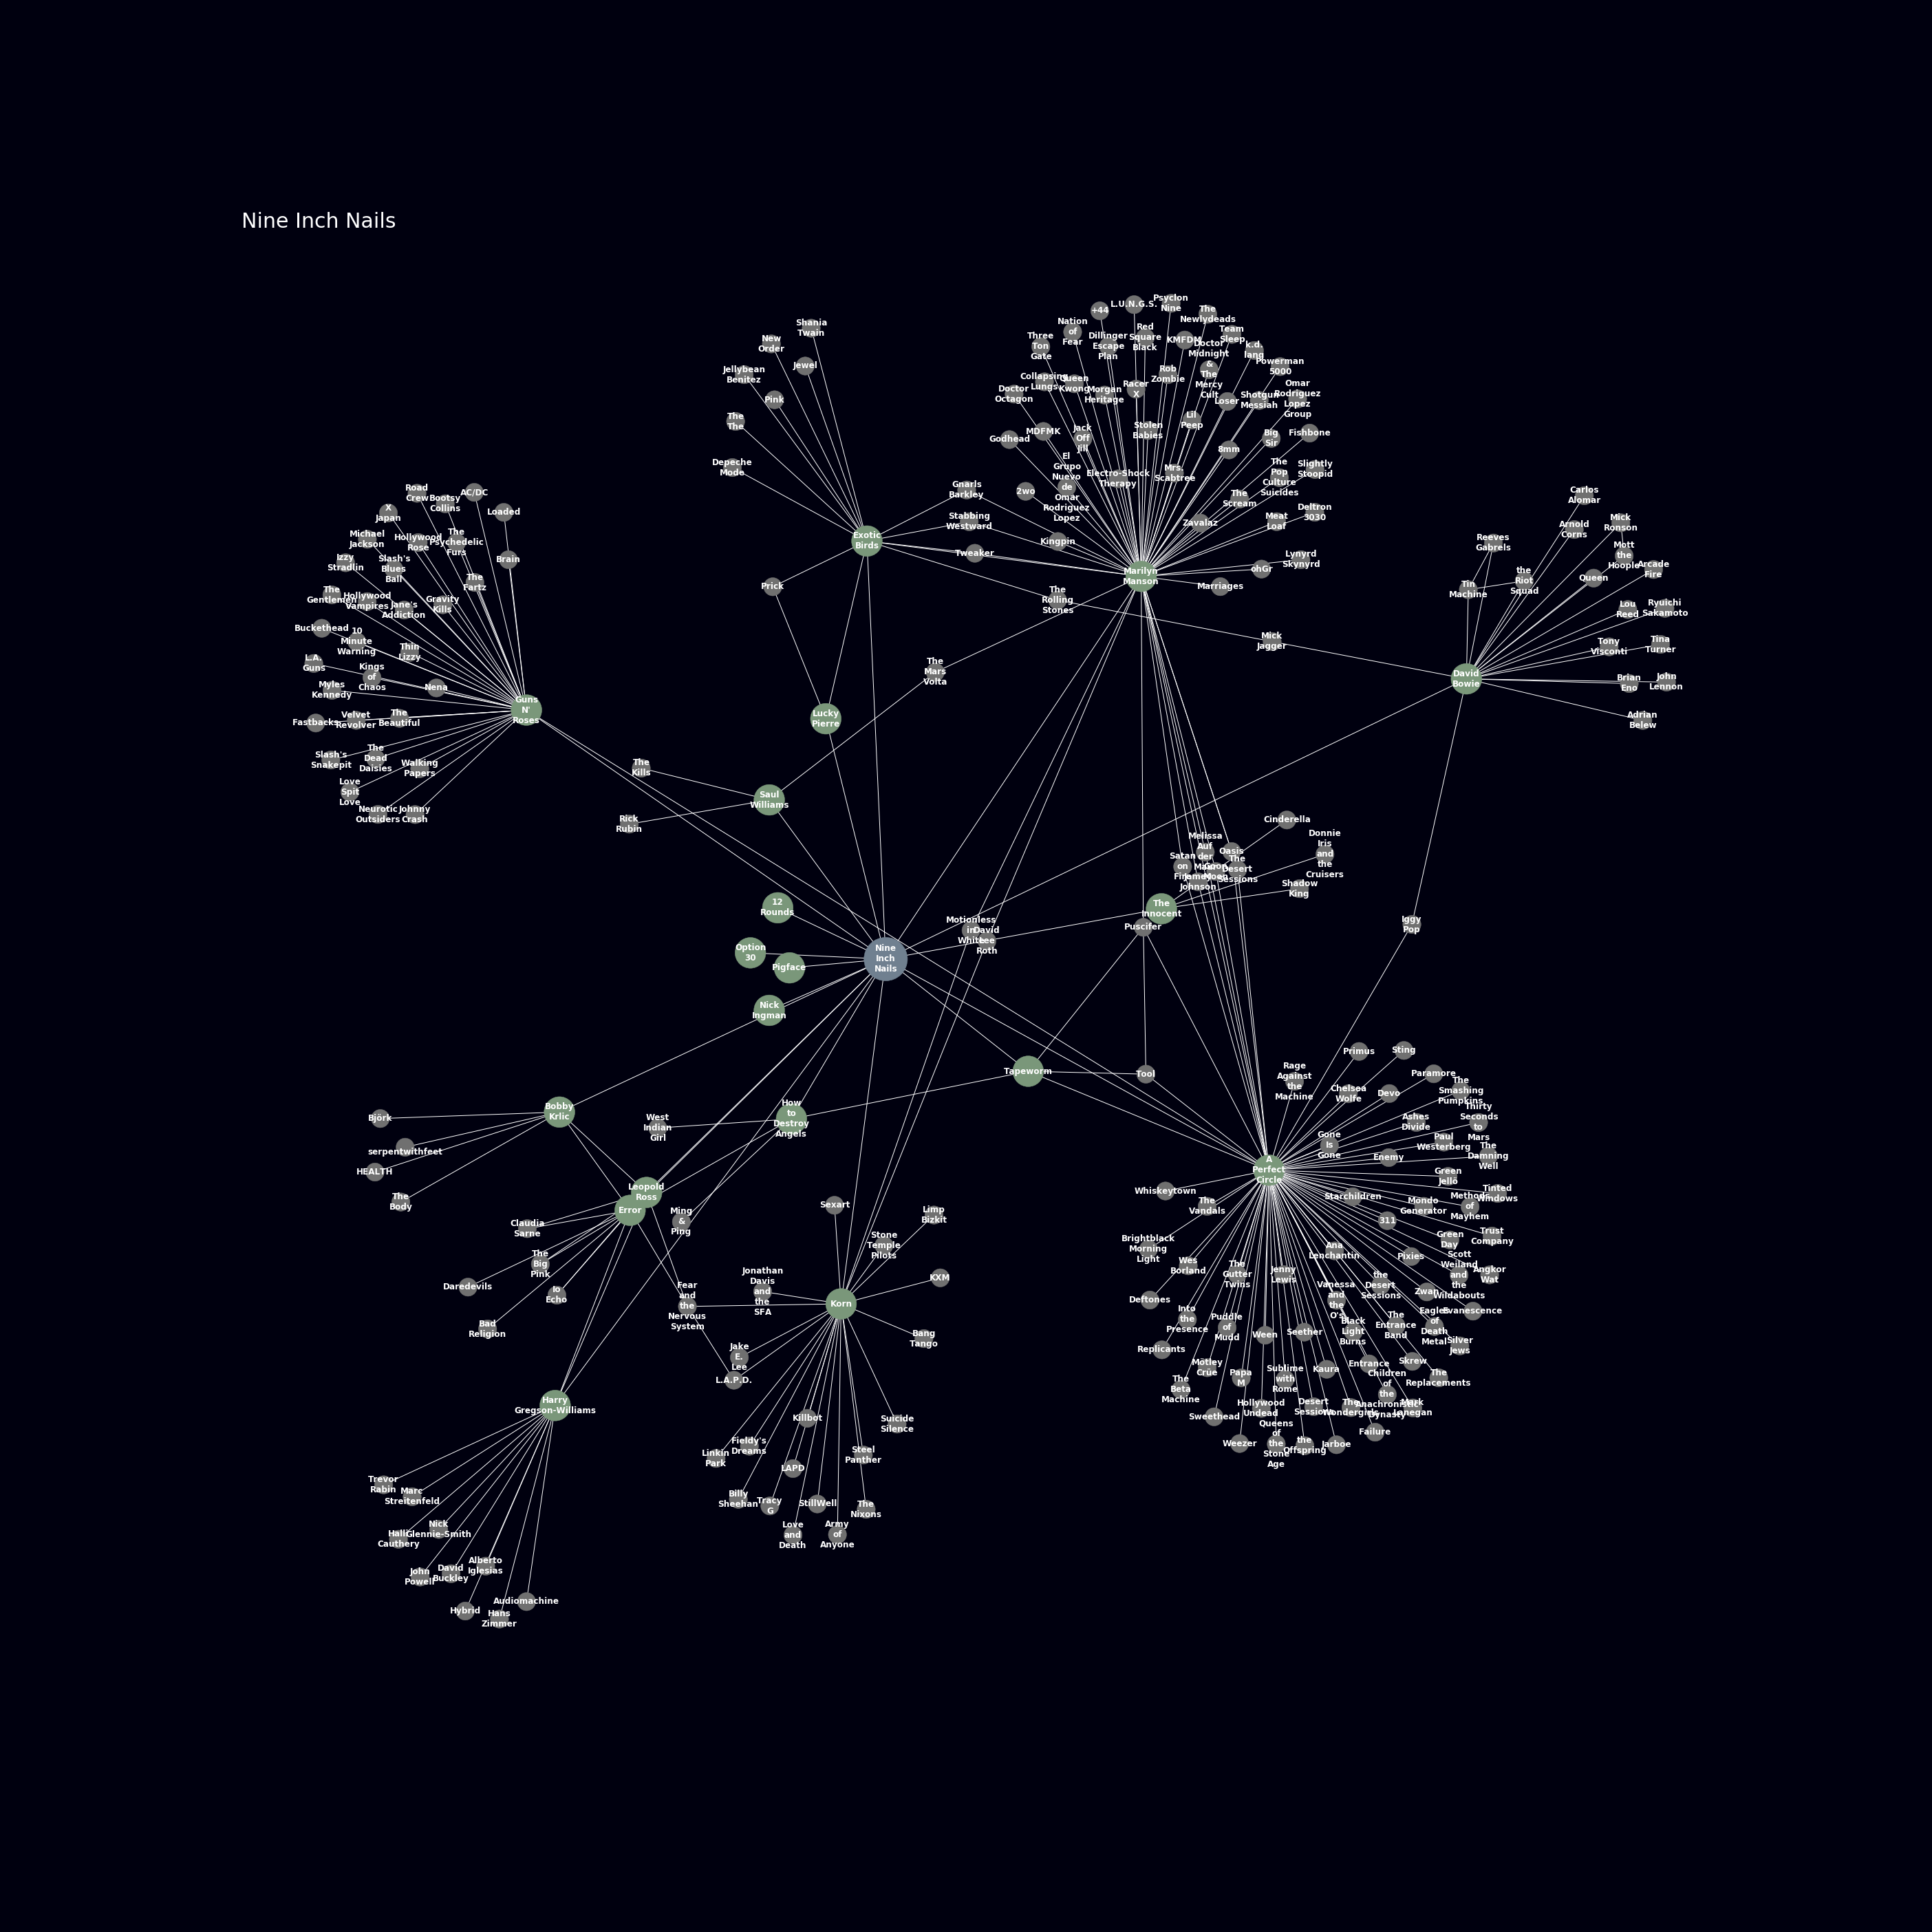 Nine Inch Nails
Shania
Twain
New
Order
Jewel
Jellybean
Benitez
Pink
The
The
Depeche
Mode
Exotic
Birds
Gnarls
Barkley
Stabbing
Westward
Tweaker
Prick
The
Rolling
Stones
The
Mars
Volta
Lucky
Pierre
+44
L.U.N.G.S.
Psyclon
Nine
The
Newlydeads
Nation
of
Fear
Three
Ton
Gate
Dillinger
Escape
Plan
Red
Square
Black
KMFDM
Team
Sleep
Doctor
Midnight
&
The
Mercy
Cult
k.d.
lang
Powerman
5000
Collapsing
Lungs
Queen
Kwong
Morgan
Heritage
Racer
X
Rob
Zombie
Doctor
Octagon
Loser
Shotgun
Messiah
Omar
Rodriguez
Lopez
Group
Godhead
MDFMK
Jack
Off
Jill
Stolen
Babies
Lil
Peep
8mm
Big
Sir
Fishbone
El
Grupo
Nuevo
de
Omar
Rodriguez
Lopez
Electro-Shock
Therapy
Mrs.
Scabtree
The
Pop
Culture
Suicides
Slightly
Stoopid
2wo
The
Scream
Zavalaz
Meat
Loaf
Deltron
3030
Kingpin
Marilyn
Manson
Lynyrd
Skynyrd
ohGr
Marriages
Mick
Jagger
Carlos
Alomar
Arnold
Corns
Mick
Ronson
Reeves
Gabrels
Mott
the
Hoople
Tin
Machine
the
Riot
Squad
Queen
Arcade
Fire
Lou
Reed
Ryuichi
Sakamoto
Tony
Visconti
Tina
Turner
David
Bowie
Brian
Eno
John
Lennon
Adrian
Belew
Road
Crew
Bootsy
Collins
AC/DC
X
Japan
Loaded
Michael
Jackson
Hollywood
Rose
The
Psychedelic
Furs
Izzy
Stradlin
Slash's
Blues
Ball
Brain
The
Fartz
The
Gentlemen
Hollywood
Vampires
Jane's
Addiction
Gravity
Kills
Buckethead
10
Minute
Warning
Thin
Lizzy
L.A.
Guns
Kings
of
Chaos
Myles
Kennedy
Nena
Guns
N'
Roses
Fastbacks
Velvet
Revolver
The
Beautiful
Slash's
Snakepit
The
Dead
Daisies
Walking
Papers
Love
Spit
Love
Neurotic
Outsiders
Johnny
Crash
The
Kills
Rick
Rubin
Saul
Williams
12
Rounds
Option
30
Pigface
Nick
Ingman
Nine
Inch
Nails
Motionless
in
White
David
Lee
Roth
Cinderella
Donnie
Iris
and
the
Cruisers
Shadow
King
Melissa
Auf
der
Maur
Oasis
Satan
on
Fire
Jamey
Johnson
Goon
Moon
The
Desert
Sessions
The
Innocent
Puscifer
Iggy
Pop
Tapeworm
Tool
How
to
Destroy
Angels
West
Indian
Girl
Bobby
Krlic
Björk
serpentwithfeet
HEALTH
The
Body
Leopold
Ross
Error
Ming
&
Ping
Claudia
Sarne
The
Big
Pink
Daredevils
Io
Echo
Bad
Religion
Fear
and
the
Nervous
System
Jonathan
Davis
and
the
SFA
Sexart
Stone
Temple
Pilots
Limp
Bizkit
KXM
Korn
Bang
Tango
Jake
E.
Lee
L.A.P.D.
Killbot
Suicide
Silence
Fieldy's
Dreams
Linkin
Park
LAPD
Steel
Panther
Billy
Sheehan
Tracy
G
StillWell
The
Nixons
Love
and
Death
Army
of
Anyone
Harry
Gregson-Williams
Trevor
Rabin
Marc
Streitenfeld
Nick
Glennie-Smith
Halli
Cauthery
John
Powell
David
Buckley
Alberto
Iglesias
Hybrid
Hans
Zimmer
Audiomachine
Primus
Sting
Rage
Against
the
Machine
Chelsea
Wolfe
Devo
Paramore
The
Smashing
Pumpkins
Ashes
Divide
Thirty
Seconds
to
Mars
Gone
Is
Gone
Paul
Westerberg
Enemy
The
Damning
Well
A
Perfect
Circle
Green
Jellö
Tinted
Windows
Whiskeytown
The
Vandals
Starchildren
Mondo
Generator
Methods
of
Mayhem
311
Trust
Company
Green
Day
Brightblack
Morning
Light
Wes
Borland
The
Gutter
Twins
Jenny
Lewis
Ana
Lenchantin
Pixies
Scott
Weiland
and
the
Wildabouts
Angkor
Wat
Vanessa
and
the
O's
the
Desert
Sessions
Zwan
Evanescence
Deftones
Into
the
Presence
Puddle
of
Mudd
Ween
Seether
Black
Light
Burns
The
Entrance
Band
Eagles
of
Death
Metal
Silver
Jews
Replicants
Mötley
Crüe
Papa
M
Sublime
with
Rome
Kaura
Entrance
Skrew
The
Replacements
The
Beta
Machine
Children
of
the
Anachronistic
Dynasty
Mark
Lanegan
Sweethead
Hollywood
Undead
Desert
Sessions
The
Wondergirls
Failure
Weezer
Queens
of
the
Stone
Age
the
Offspring
Jarboe